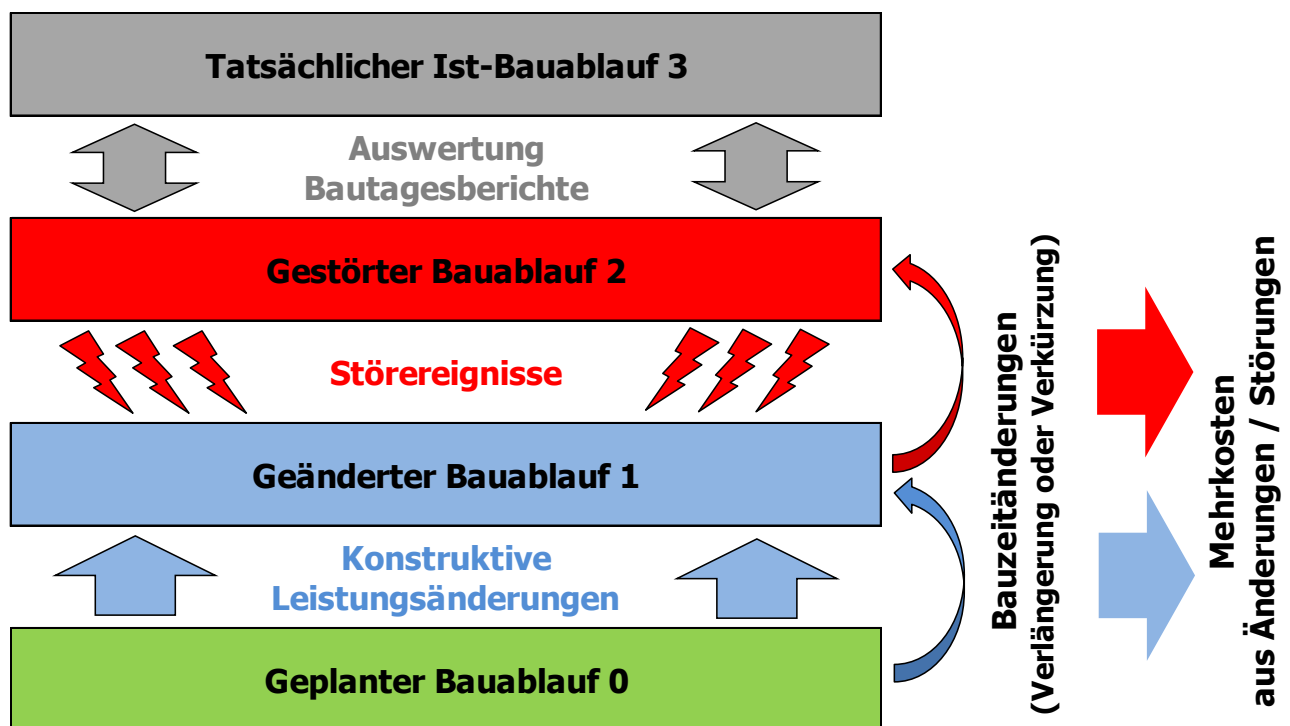 Tatsächlicher Ist-Bauablauf 3
Auswertung
Bautagesberichte
Gestörter Bauablauf 2
Störereignisse
Geänderter Bauablauf 1
Konstruktive
Leistungsänderungen
Geplanter Bauablauf 0
Bauzeitänderungen
(Verlängerung oder Verkürzung)
Mehrkosten
aus Änderungen / Störungen